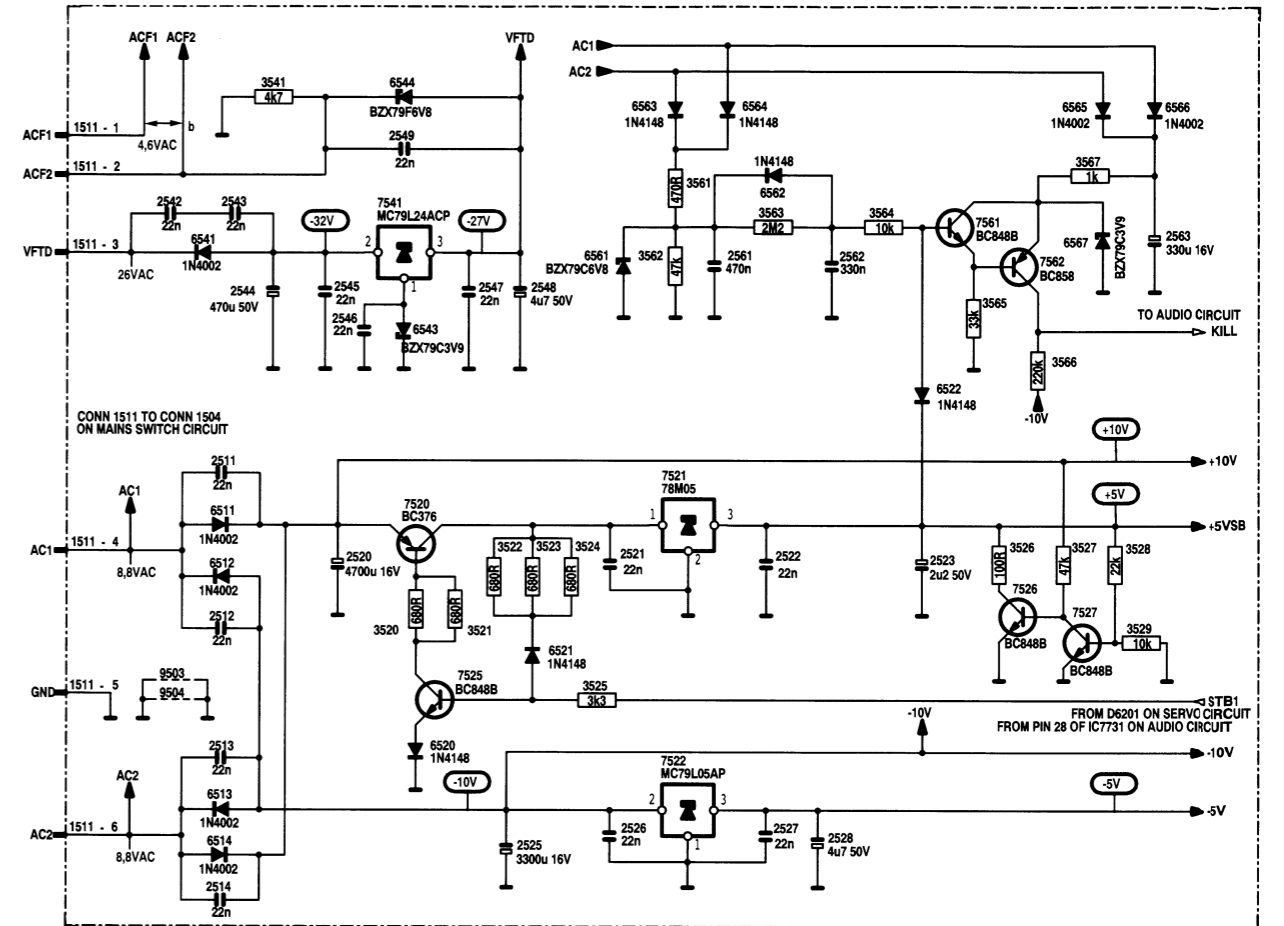 ACF1 ACF2
VFTD
AC1
AC2
3541
4k7
6544
BZX79F6V8
ACF1
1511 - 1
b
4,6VAC
2549
22n
ACF2
1511 - 2
2542
22n
2543
22n
6541
1N4002
VFTD
1511 - 3
26VAC
2544
470u 50V
-32V
7541
MC79L24ACP
2
3
1
-27V
2545
22n
2546
22n
6543
BZX79C3V9
2547
22n
2548
4u7 50V
6563
1N4148
6564
1N4148
6565
1N4002
6566
1N4002
470R
3561
1N4148
6562
3563
2M2
3564
10k
3567
1k
6561
BZX79C6V8
3562
47k
2561
470n
2562
330n
7561
BC848B
7562
BC858
6567
BZX79C3V9
2563
330u 16V
3565
33k
TO AUDIO CIRCUIT
KILL
3566
220k
-10V
6522
1N4148
CONN 1511 TO CONN 1504
ON MAINS SWITCH CIRCUIT
+10V
+10V
2511
22n
AC1
6511
1N4002
AC1
1511 - 4
8,8VAC
6512
1N4002
2512
22n
7520
BC376
2520
4700u 16V
3520
680R
680R
3521
3522
3523
3524
680R
680R
680R
2521
22n
7521
78M05
1
3
2
2522
22n
2523
2u2 50V
+5V
+5VSB
3526
100R
3527
47k
3528
22k
7526
BC848B
7527
BC848B
3529
10k
6521
1N4148
7525
BC848B
3525
3k3
STB1
FROM D6201 ON SERVO CIRCUIT
FROM PIN 28 OF IC7731 ON AUDIO CIRCUIT
GND
1511 - 5
9503
9504
6520
1N4148
-10V
-10V
2513
22n
AC2
6513
1N4002
AC2
1511 - 6
8,8VAC
6514
1N4002
2514
22n
-10V
2525
3300u 16V
7522
MC79L05AP
2
3
1
2526
22n
2527
22n
2528
4u7 50V
-5V
-5V